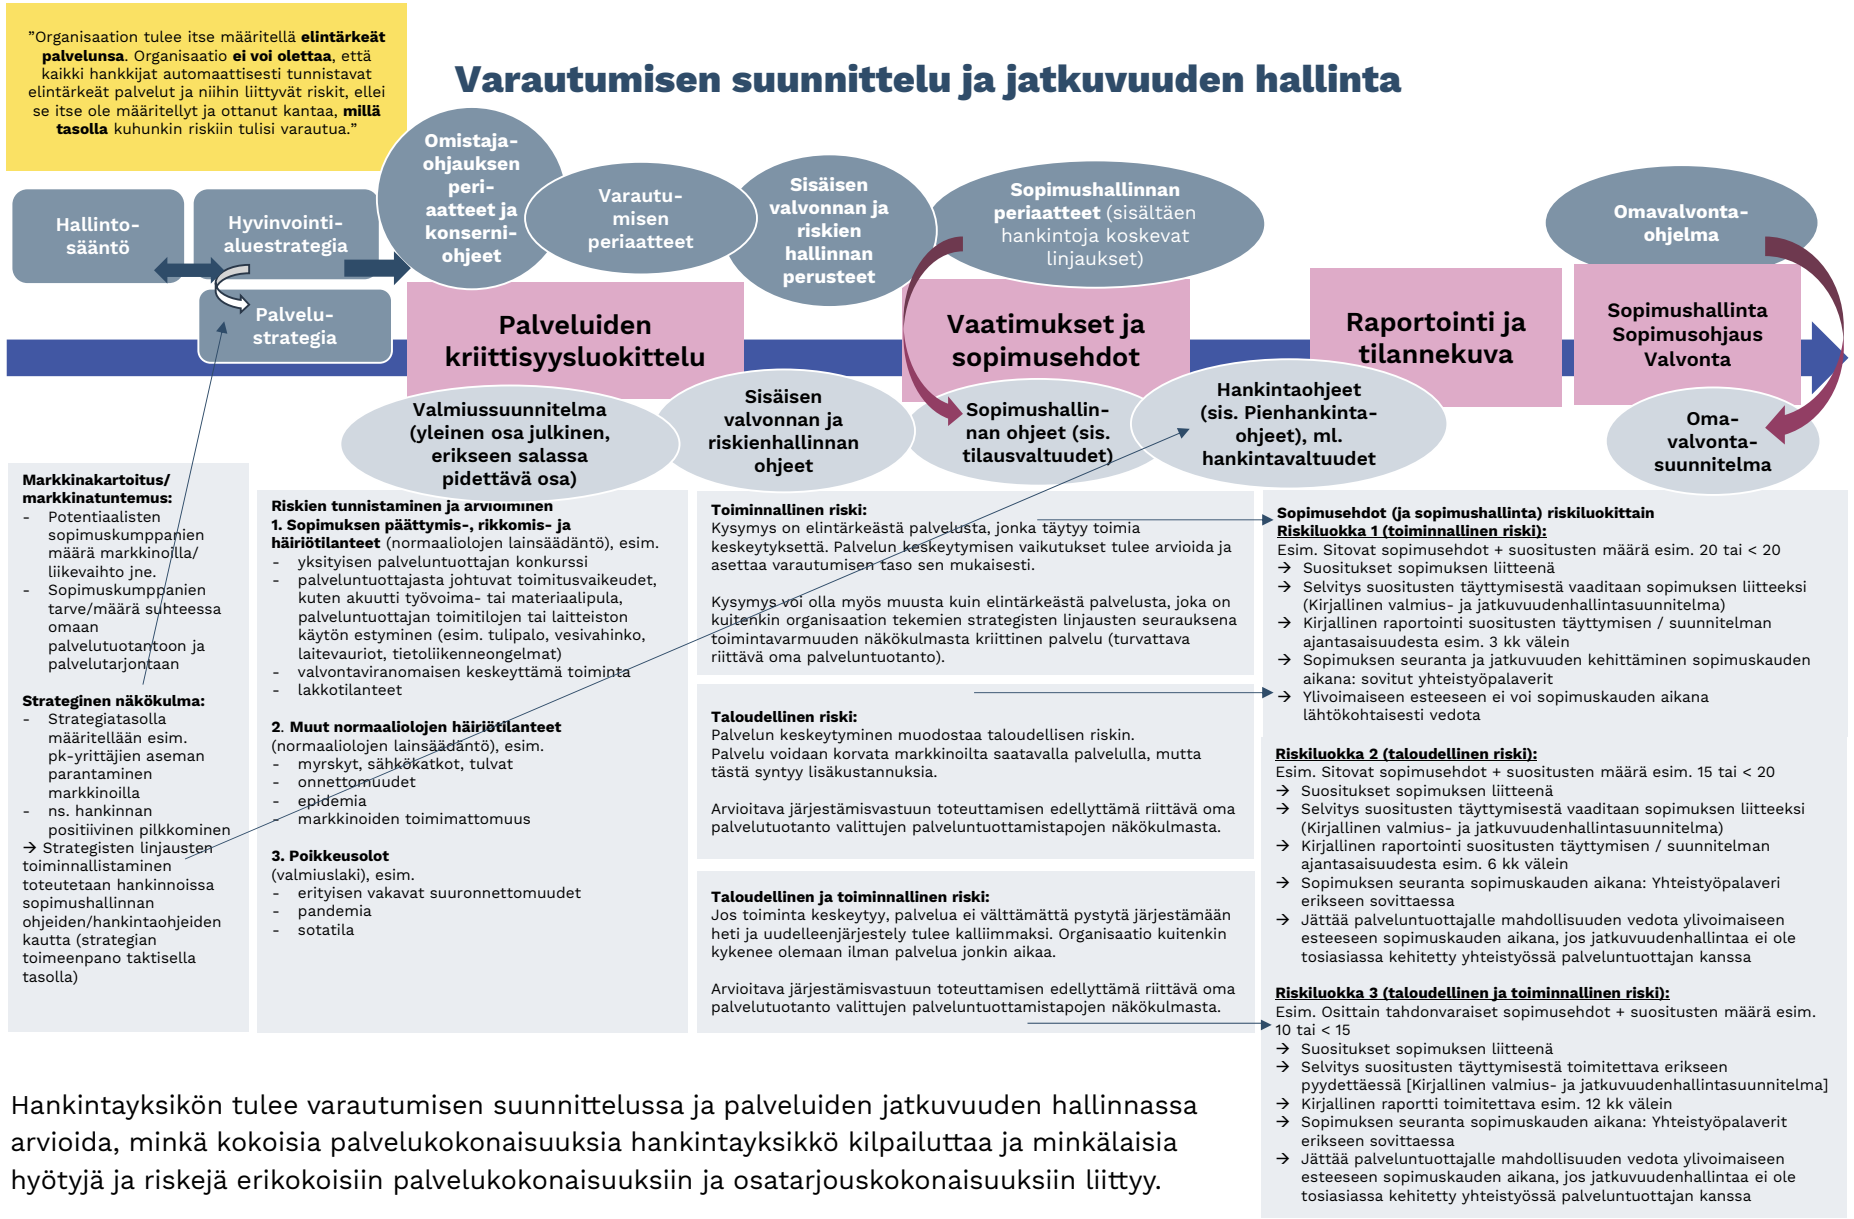 ”Organisaation tulee itse määritellä elintärkeät
palvelunsa. Organisaatio ei voi olettaa, että
kaikki hankkijat automaattisesti tunnistavat
elintärkeät palvelut ja niihin liittyvät riskit, ellei
se itse ole määritellyt ja ottanut kantaa, millä
tasolla kuhunkin riskiin tulisi varautua.”
Varautumisen suunnittelu ja jatkuvuuden hallinta
Hallinto-
sääntö
Hyvinvointi-
aluestrategia
Palvelu-
strategia
Omistaja-
ohjauksen
peri-
aatteet ja
konserni-
ohjeet
Varautu-
misen
periaatteet
Sisäisen
valvonnan ja
riskien
hallinnan
perusteet
Sopimushallinnan
periaatteet (sisältäen
hankintoja koskevat
linjaukset)
Omavalvonta-
ohjelma
Palveluiden
kriittisyysluokittelu
Vaatimukset ja
sopimusehdot
Raportointi ja
tilannekuva
Sopimushallinta
Sopimusohjaus
Valvonta
Valmiussuunnitelma
(yleinen osa julkinen,
erikseen salassa
pidettävä osa)
Sisäisen
valvonnan ja
riskienhallinnan
ohjeet
Sopimushallin-
nan ohjeet (sis.
tilausvaltuudet)
Hankintaohjeet
(sis. Pienhankinta-
ohjeet), ml.
hankintavaltuudet
Oma-
valvonta-
suunnitelma
Markkinakartoitus/
markkinatuntemus:
- Potentiaalisten
sopimuskumppanien
määrä markkinoilla/
liikevaihto jne.
- Sopimuskumppanien
tarve/määrä suhteessa
omaan
palvelutuotantoon ja
palvelutarjontaan
Strateginen näkökulma:
- Strategiatasolla
määritellään esim.
pk-yrittäjien aseman
parantaminen
markkinoilla
- ns. hankinnan
positiivinen pilkkominen
→ Strategisten linjausten
toiminnallistaminen
toteutetaan hankinnoissa
sopimushallinnan
ohjeiden/hankintaohjeiden
kautta (strategian
toimeenpano taktisella
tasolla)
Riskien tunnistaminen ja arvioiminen
1. Sopimuksen päättymis-, rikkomis- ja
häiriötilanteet (normaaliolojen lainsäädäntö), esim.
- yksityisen palveluntuottajan konkurssi
- palveluntuottajasta johtuvat toimitusvaikeudet,
kuten akuutti työvoima- tai materiaalipula,
palveluntuottajan toimitilojen tai laitteiston
käytön estyminen (esim. tulipalo, vesivahinko,
laitevauriot, tietoliikenneongelmat)
- valvontaviranomaisen keskeyttämä toiminta
- lakkotilanteet
2. Muut normaaliolojen häiriötilanteet
(normaaliolojen lainsäädäntö), esim.
- myrskyt, sähkökatkot, tulvat
- onnettomuudet
- epidemia
- markkinoiden toimimattomuus
3. Poikkeusolot
(valmiuslaki), esim.
- erityisen vakavat suuronnettomuudet
- pandemia
- sotatila
Toiminnallinen riski:
Kysymys on elintärkeästä palvelusta, jonka täytyy toimia
keskeytyksettä. Palvelun keskeytymisen vaikutukset tulee arvioida ja
asettaa varautumisen taso sen mukaisesti.
Kysymys voi olla myös muusta kuin elintärkeästä palvelusta, joka on
kuitenkin organisaation tekemien strategisten linjausten seurauksena
toimintavarmuuden näkökulmasta kriittinen palvelu (turvattava
riittävä oma palveluntuotanto).
Taloudellinen riski:
Palvelun keskeytyminen muodostaa taloudellisen riskin.
Palvelu voidaan korvata markkinoilta saatavalla palvelulla, mutta
tästä syntyy lisäkustannuksia.
Arvioitava järjestämisvastuun toteuttamisen edellyttämä riittävä oma
palvelutuotanto valittujen palveluntuottamistapojen näkökulmasta.
Taloudellinen ja toiminnallinen riski:
Jos toiminta keskeytyy, palvelua ei välttämättä pystytä järjestämään
heti ja uudelleenjärjestely tulee kalliimmaksi. Organisaatio kuitenkin
kykenee olemaan ilman palvelua jonkin aikaa.
Arvioitava järjestämisvastuun toteuttamisen edellyttämä riittävä oma
palvelutuotanto valittujen palveluntuottamistapojen näkökulmasta.
Sopimusehdot (ja sopimushallinta) riskiluokittain
Riskiluokka 1 (toiminnallinen riski):
Esim. Sitovat sopimusehdot + suositusten määrä esim. 20 tai < 20
→ Suositukset sopimuksen liitteenä
→ Selvitys suositusten täyttymisestä vaaditaan sopimuksen liitteeksi
(Kirjallinen valmius- ja jatkuvuudenhallintasuunnitelma)
→ Kirjallinen raportointi suositusten täyttymisen / suunnitelman
ajantasaisuudesta esim. 3 kk välein
→ Sopimuksen seuranta ja jatkuvuuden kehittäminen sopimuskauden
aikana: sovitut yhteistyöpalaverit
→ Ylivoimaiseen esteeseen ei voi sopimuskauden aikana
lähtökohtaisesti vedota
Riskiluokka 2 (taloudellinen riski):
Esim. Sitovat sopimusehdot + suositusten määrä esim. 15 tai < 20
→ Suositukset sopimuksen liitteenä
→ Selvitys suositusten täyttymisestä vaaditaan sopimuksen liitteeksi
(Kirjallinen valmius- ja jatkuvuudenhallintasuunnitelma)
→ Kirjallinen raportointi suositusten täyttymisen / suunnitelman
ajantasaisuudesta esim. 6 kk välein
→ Sopimuksen seuranta sopimuskauden aikana: Yhteistyöpalaveri
erikseen sovittaessa
→ Jättää palveluntuottajalle mahdollisuuden vedota ylivoimaiseen
esteeseen sopimuskauden aikana, jos jatkuvuudenhallintaa ei ole
tosiasiassa kehitetty yhteistyössä palveluntuottajan kanssa
Riskiluokka 3 (taloudellinen ja toiminnallinen riski):
Esim. Osittain tahdonvaraiset sopimusehdot + suositusten määrä esim.
10 tai < 15
→ Suositukset sopimuksen liitteenä
→ Selvitys suositusten täyttymisestä toimitettava erikseen
pyydettäessä [Kirjallinen valmius- ja jatkuvuudenhallintasuunnitelma]
→ Kirjallinen raportti toimitettava esim. 12 kk välein
→ Sopimuksen seuranta sopimuskauden aikana: Yhteistyöpalaverit
erikseen sovittaessa
→ Jättää palveluntuottajalle mahdollisuuden vedota ylivoimaiseen
esteeseen sopimuskauden aikana, jos jatkuvuudenhallintaa ei ole
tosiasiassa kehitetty yhteistyössä palveluntuottajan kanssa
Hankintayksikön tulee varautumisen suunnittelussa ja palveluiden jatkuvuuden hallinnassa
arvioida, minkä kokoisia palvelukokonaisuuksia hankintayksikkö kilpailuttaa ja minkälaisia
hyötyjä ja riskejä erikokoisiin palvelukokonaisuuksiin ja osatarjouskokonaisuuksiin liittyy.